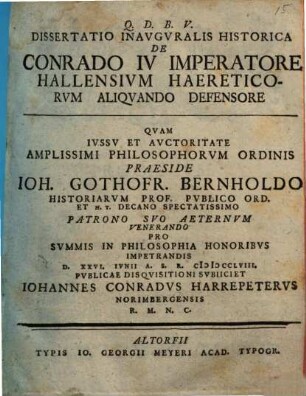 15
Q. D. B. V.
DISSERTATIO INAVGVRALIS HISTORICA
DE
CONRADO IV IMPERATORE
HALLENSIVM HAERETICO-
RVM ALIQVANDO DEFENSORE
QVAM
IVSSV ET AVCTORITATE
AMPLISSIMI PHILOSOPHORVM ORDINIS
PRAESIDE
IOH. GOTHOFR. BERNHOLDO
HISTORIARVM PROF. PVBLICO ORD.
ET H. T. DECANO SPECTATISSIMO
PATRONO SVO AETERNVM
VENERANDO
PRO
SVMMIS IN PHILOSOPHIA HONORIBVS
IMPETRANDIS
D. XXVI. IVNII A. S. R. CIↃIↃCCLVIII.
PVBLICAE DISQVISITIONI SVBIICIET
IOHANNES CONRADVS HARREPETERVS
NORIMBERGENSIS
R. M. N. C.
ALTORFII
TYPIS IO. GEORGII MEYERI ACAD. TYPOGR.